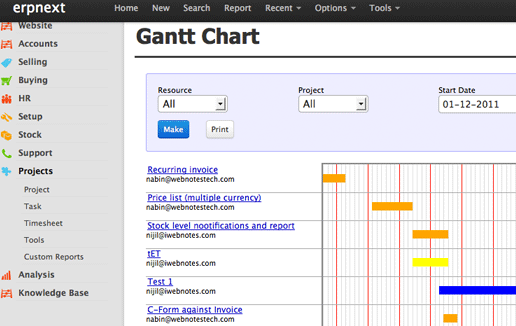 erpnext Home New Search Report Recent Options Tools
Website
Accounts
Selling
Buying
HR
Setup
Stock
Support
Projects
Project
Task
Timesheet
Tools
Custom Reports
Analysis
Knowledge Base
Gantt Chart
Resource Project Start Date
All All 01-12-2011
Make Print
Recurring invoice
nabin@webnotestech.com
Price list (multiple currency)
nabin@webnotestech.com
Stock level nootifications and report
nijil@iwebnotes.com
tET
nijil@iwebnotes.com
Test 1
nijil@iwebnotes.com
C-Form against Invoice
nabin@webnotestech.com